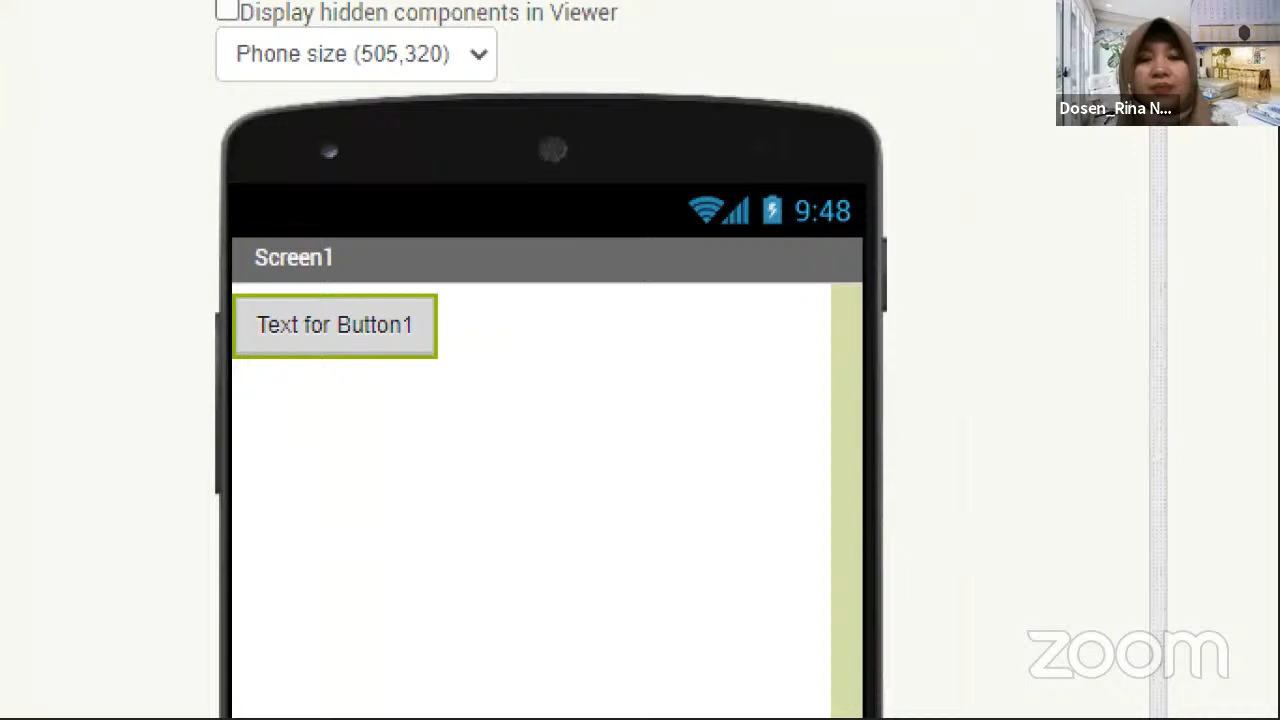 Display hidden components in Viewer
Phone size (505,320)
Dosen_Rina N...
9:48
Screen1
Text for Button1
zoom